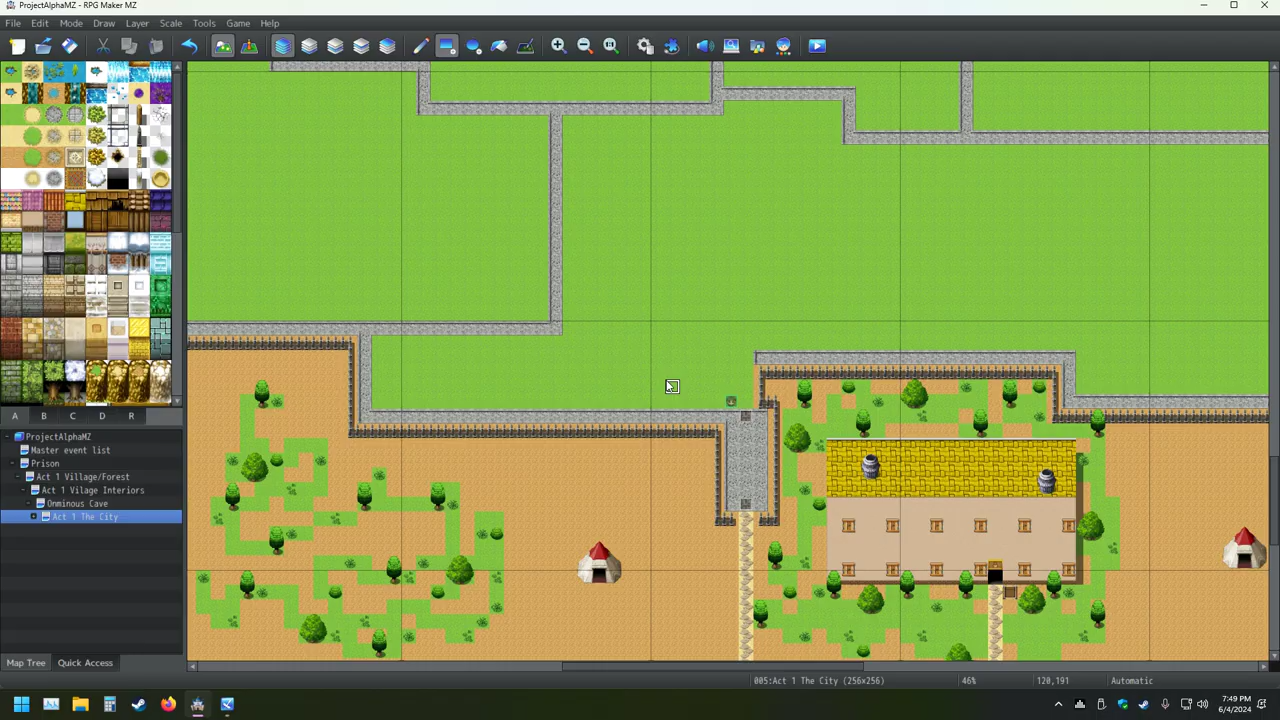 ProjectAlphaMZ - RPG Maker MZ
File Edit Mode Draw Layer Scale Tools Game Help
A B C D R
ProjectAlphaMZ
Master event list
Prison
Act 1 Village/Forest
Act 1 Vilage Interiors
Onminous Cave
Act 1 The City
Map Tree Quick Access
005:Act 1 The City (256x256) 46% 120,191 Automatic
7:49 PM
6/4/2024